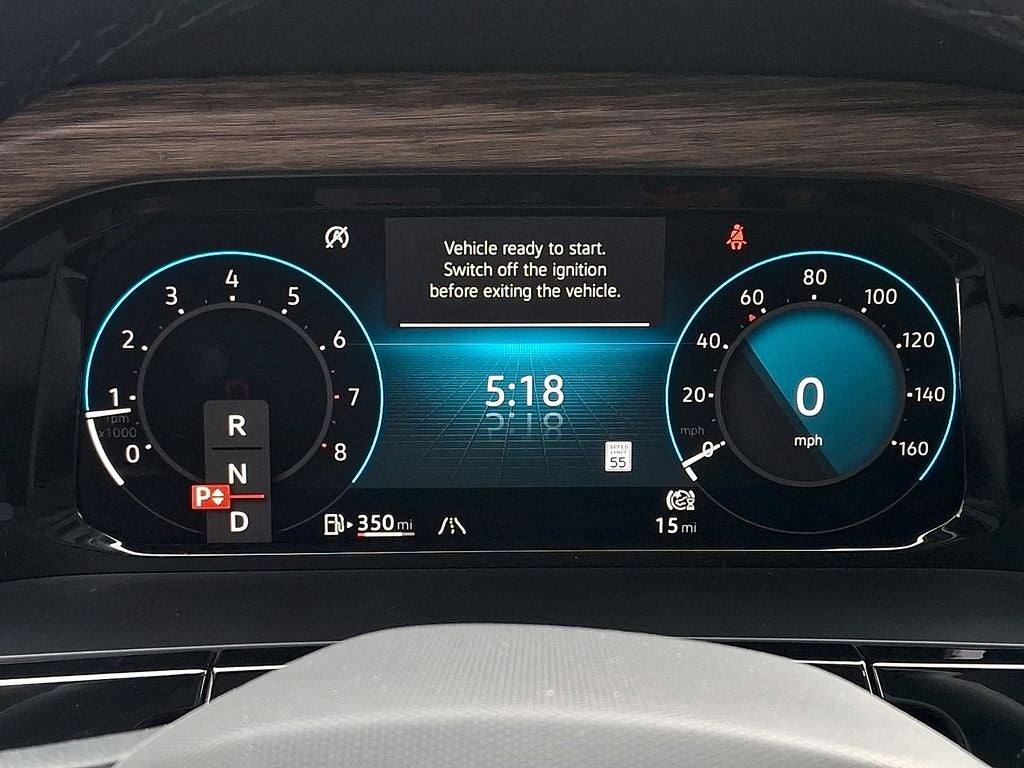 Vehicle ready to start.
Switch off the ignition
before exiting the vehicle.
0
1
2
3
4
5
6
7
8
rpm
x1000
R
N
P
D
5:18
SPEED
LIMIT
55
350 mi
0
20
40
60
80
100
120
140
160
mph
0
mph
15 mi